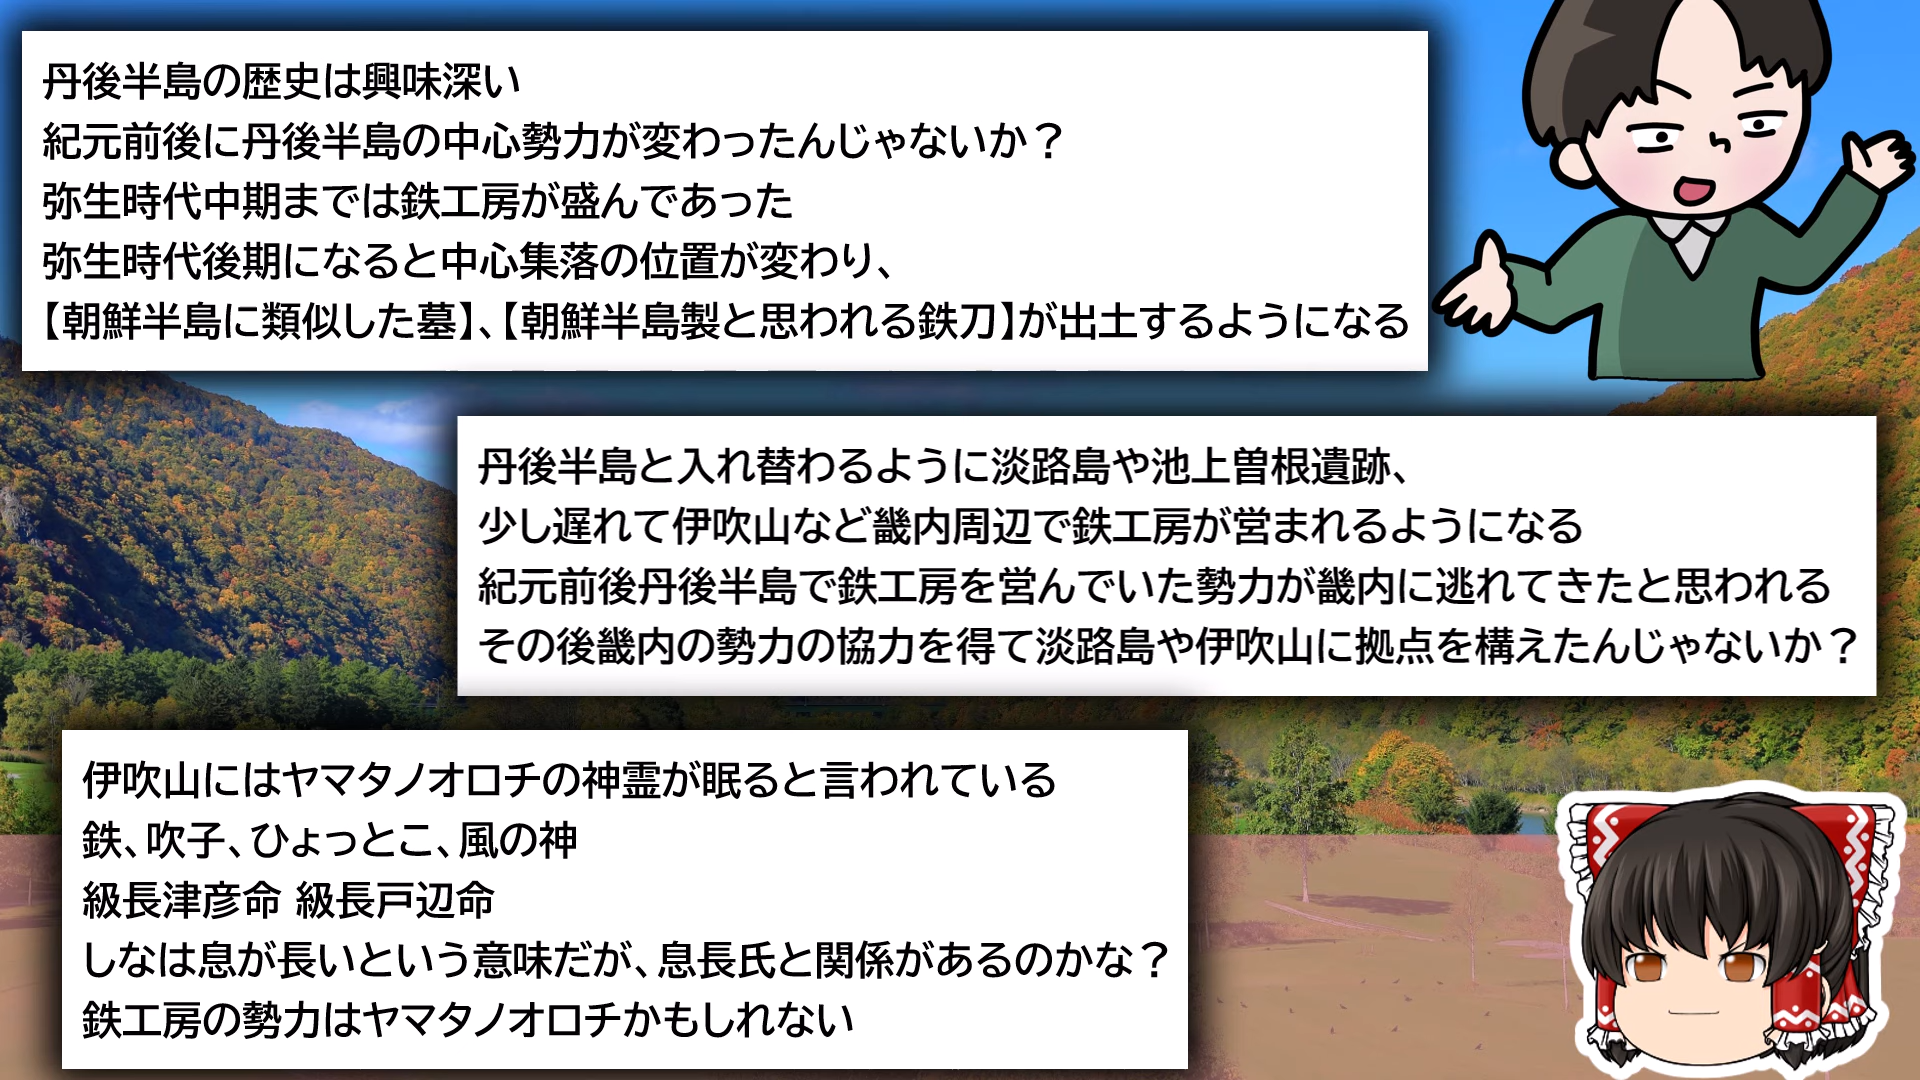 丹後半島の歴史は興味深い
紀元前後に丹後半島の中心勢力が変わったんじゃないか？
弥生時代中期までは鉄工房が盛んであった
弥生時代後期になると中心集落の位置が変わり、
【朝鮮半島に類似した墓】、【朝鮮半島製と思われる鉄刀】が出土するようになる
丹後半島と入れ替わるように淡路島や池上曽根遺跡、
少し遅れて伊吹山など畿内周辺で鉄工房が営まれるようになる
紀元前後丹後半島で鉄工房を営んでいた勢力が畿内に逃れてきたと思われる
その後畿内の勢力の協力を得て淡路島や伊吹山に拠点を構えたんじゃないか？
伊吹山にはヤマタノオロチの神霊が眠ると言われている
鉄、吹子、ひょっとこ、風の神
級長津彦命 級長戸辺命
しなは息が長いという意味だが、息長氏と関係があるのかな？
鉄工房の勢力はヤマタノオロチかもしれない